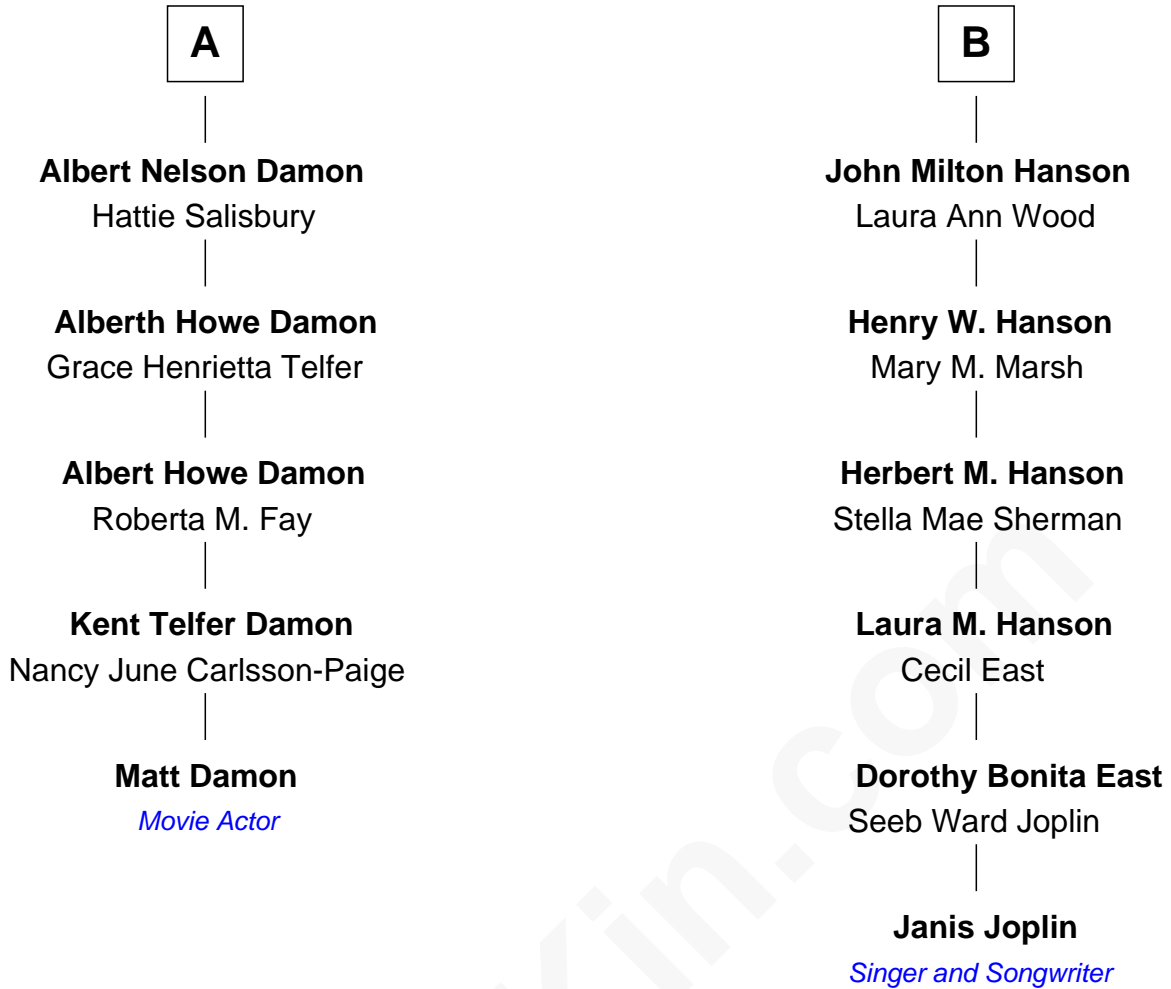 A
Albert Nelson Damon
Hattie Salisbury
Alberth Howe Damon
Grace Henrietta Telfer
Albert Howe Damon
Roberta M. Fay
Kent Telfer Damon
Nancy June Carlsson-Paige
Matt Damon
Movie Actor
B
John Milton Hanson
Laura Ann Wood
Henry W. Hanson
Mary M. Marsh
Herbert M. Hanson
Stella Mae Sherman
Laura M. Hanson
Cecil East
Dorothy Bonita East
Seeb Ward Joplin
Janis Joplin
Singer and Songwriter